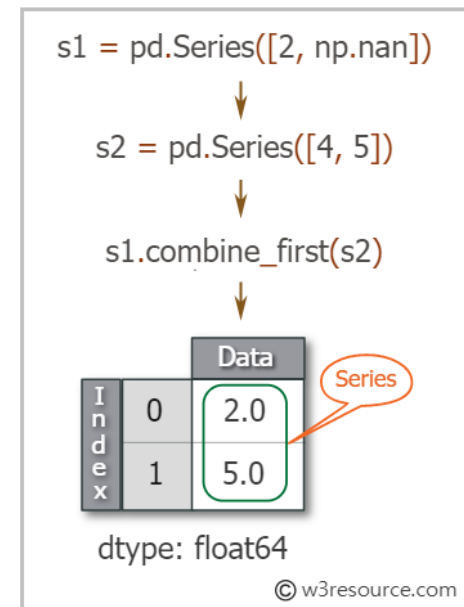 s1 = pd.Series([2, np.nan])
s2 = pd.Series([4, 5])
s1.combine_first(s2)
Data
Series
Index
0 2.0
1 5.0
dtype: float64
© w3resource.com